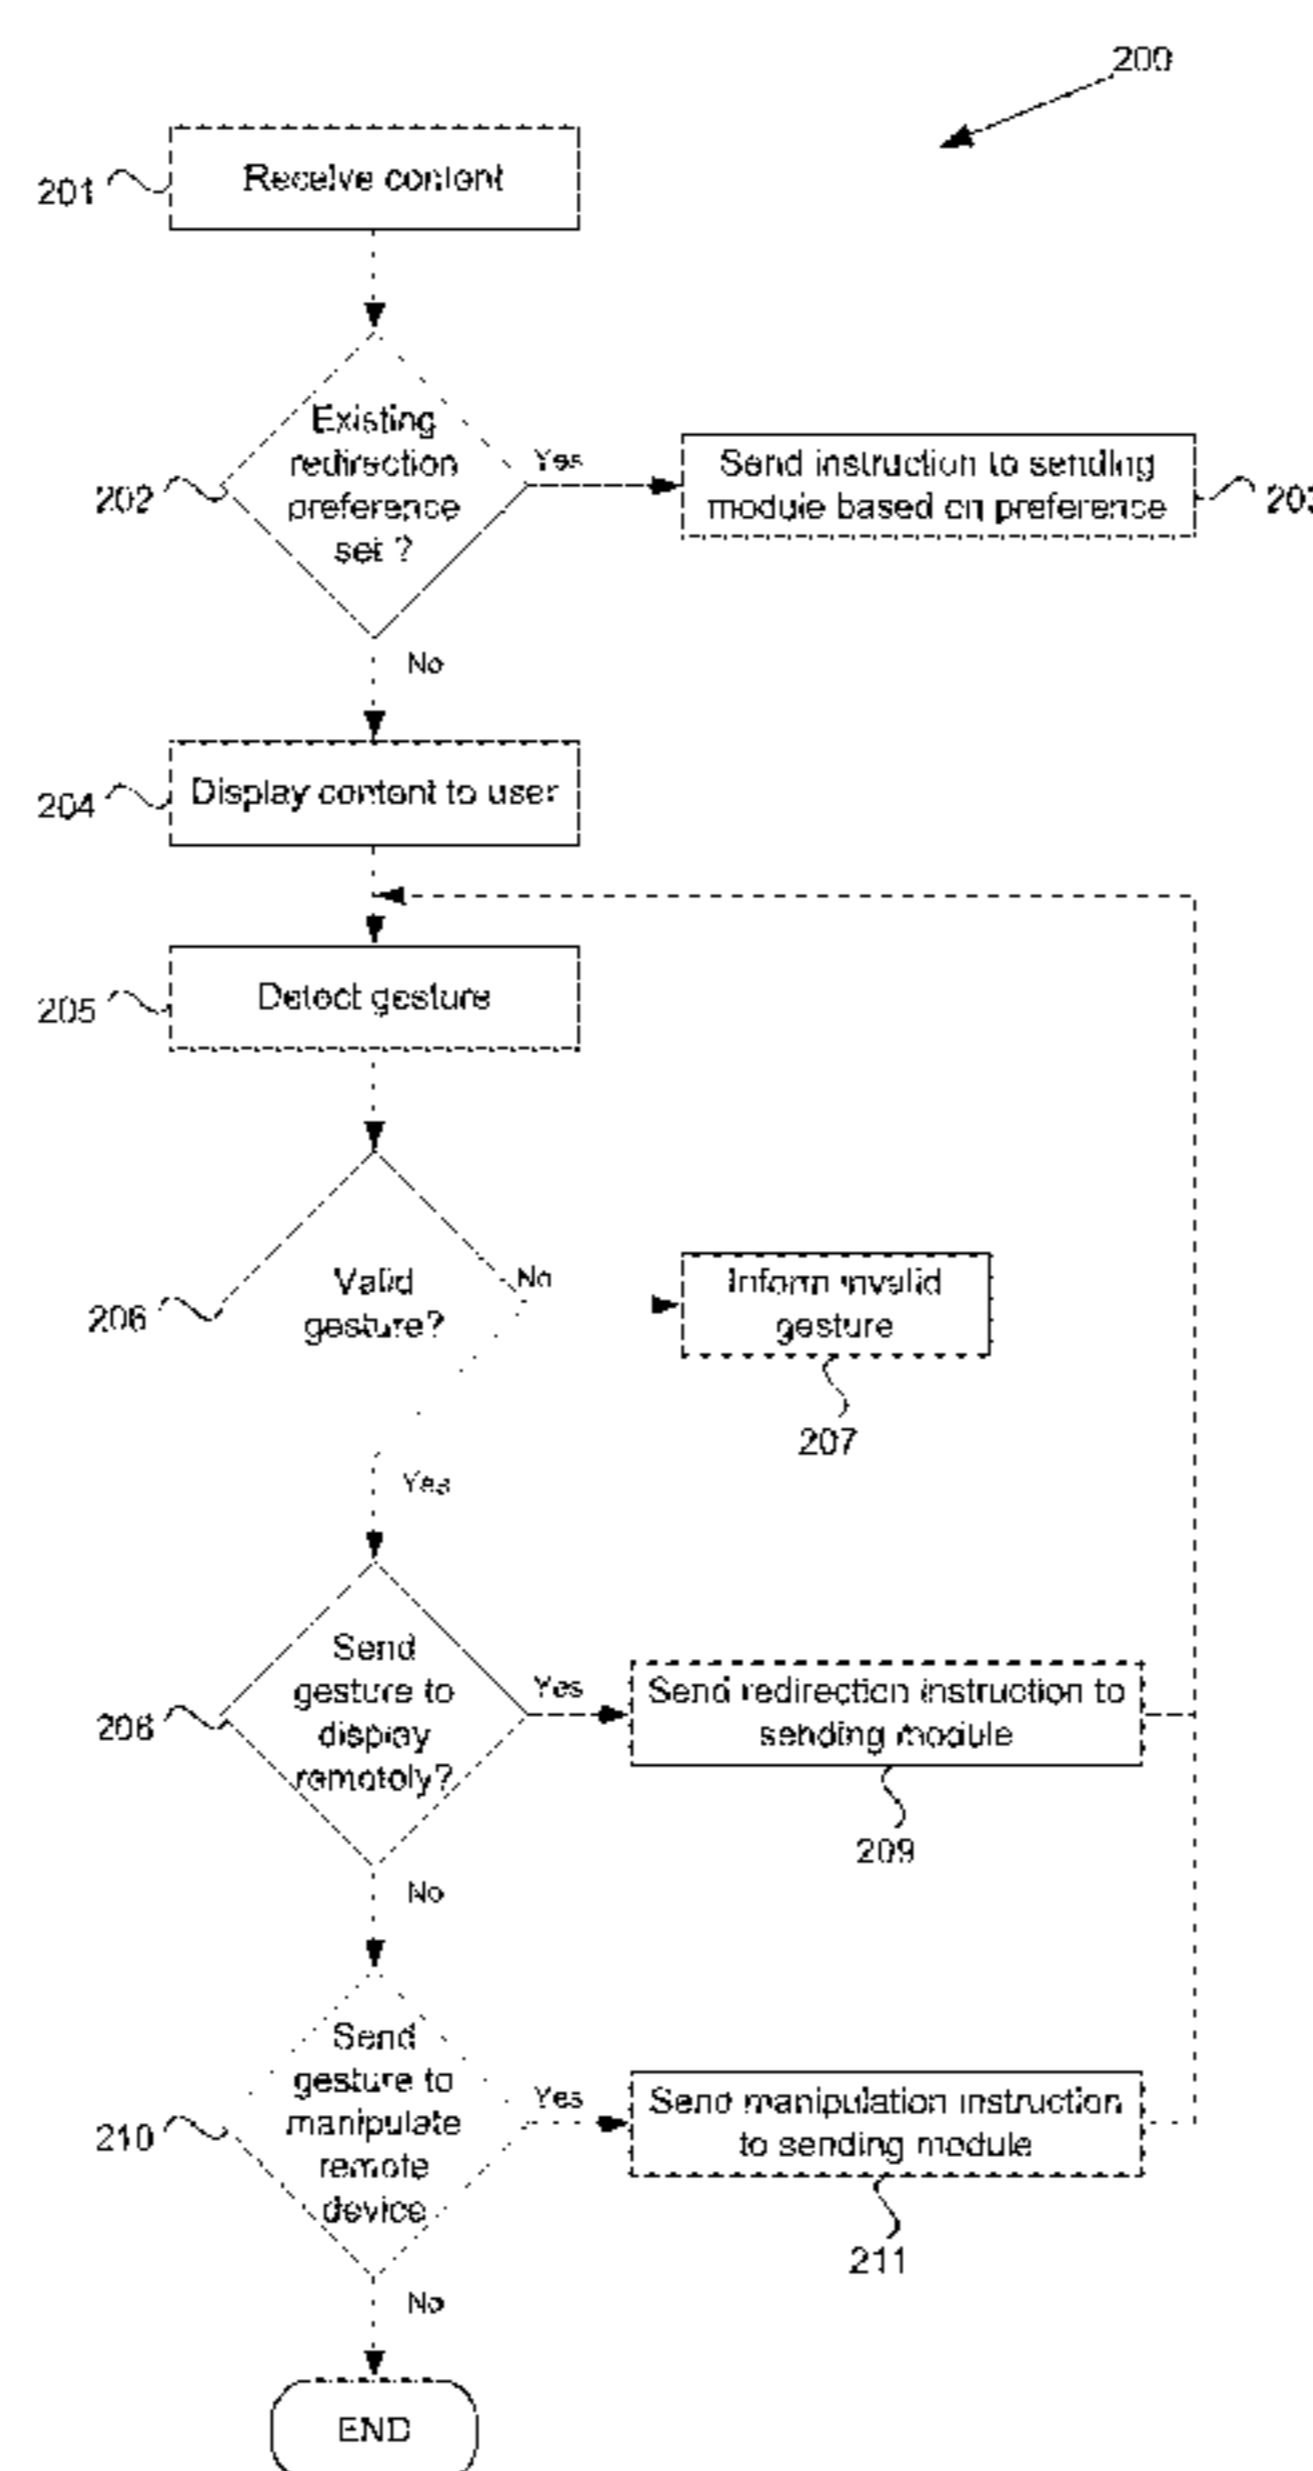 200
201
Receive content
Existing
redirection
preference
set ?
202
Yes
Send instruction to sending
module based on preference
No
204
Display content to user
205
Detect gesture
206
Valid
gesture?
No
Inform invalid
gesture
207
Yes
Send
gesture to
display
remotely?
Yes
Send redirection instruction to
sending module
209
No
Send
gesture to
manipulate
remote
device
210
Yes
Send manipulation instruction
to sending module
211
No
END